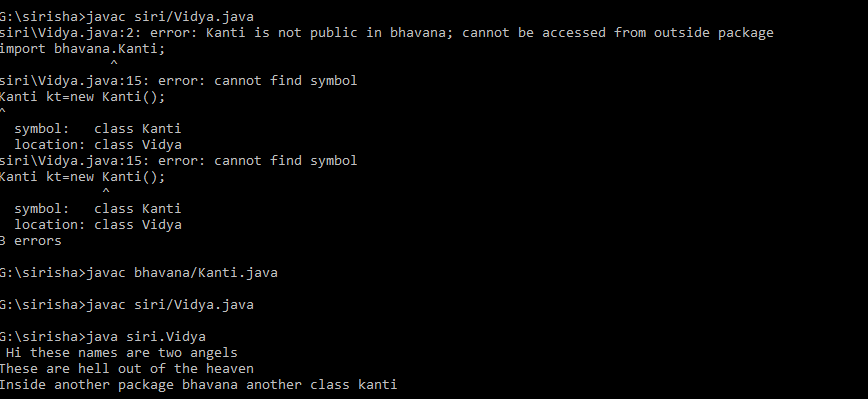 G:\sirisha>javac siri/Vidya.java
siri\Vidya.java:2: error: Kanti is not public in bhavana; cannot be accessed from outside package
import bhavana.Kanti;
^
siri\Vidya.java:15: error: cannot find symbol
Kanti kt=new Kanti();
^
symbol:   class Kanti
location: class Vidya
siri\Vidya.java:15: error: cannot find symbol
Kanti kt=new Kanti();
^
symbol:   class Kanti
location: class Vidya
3 errors
G:\sirisha>javac bhavana/Kanti.java
G:\sirisha>javac siri/Vidya.java
G:\sirisha>java siri.Vidya
Hi these names are two angels
These are hell out of the heaven
Inside another package bhavana another class kanti